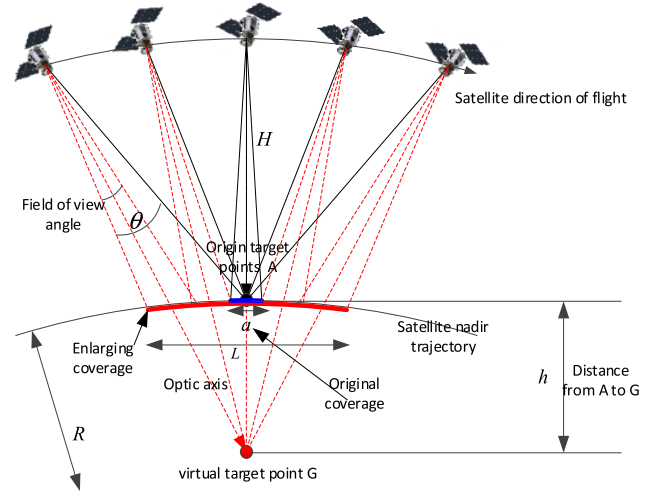 Satellite direction of flight
H
Field of view
angle
θ
Origin target
points A
a
Satellite nadir
trajectory
Enlarging
coverage
L
Original
coverage
Optic axis
h
Distance
from A to G
R
virtual target point G